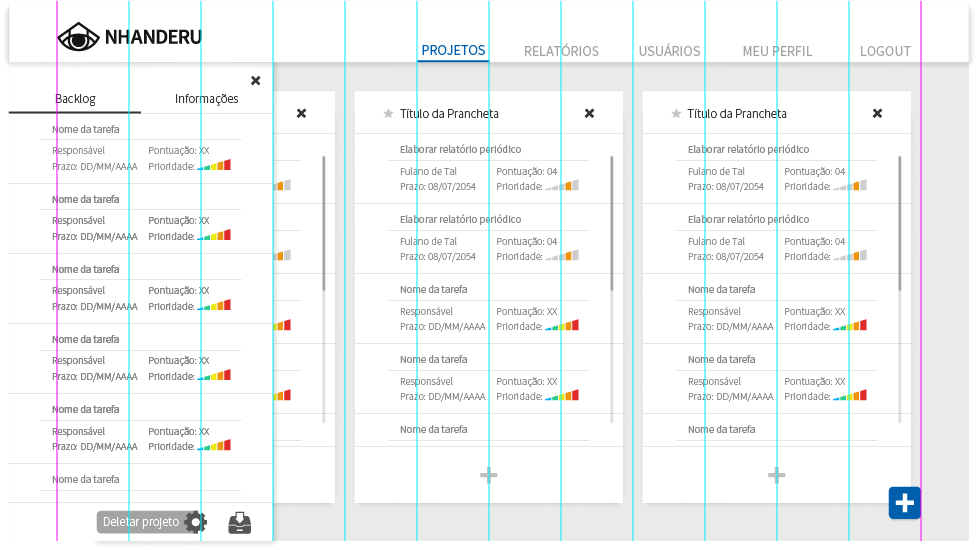 NHANDERU
PROJETOS RELATÓRIOS USUÁRIOS MEU PERFIL LOGOUT
Backlog Informações
Nome da tarefa
Responsável Pontuação: XX
Prazo: DD/MM/AAAA Prioridade:
Nome da tarefa
Responsável Pontuação: XX
Prazo: DD/MM/AAAA Prioridade:
Nome da tarefa
Responsável Pontuação: XX
Prazo: DD/MM/AAAA Prioridade:
Nome da tarefa
Responsável Pontuação: XX
Prazo: DD/MM/AAAA Prioridade:
Nome da tarefa
Responsável Pontuação: XX
Prazo: DD/MM/AAAA Prioridade:
Nome da tarefa
Deletar projeto
Título da Prancheta
Elaborar relatório periódico
Fulano de Tal Pontuação: 04
Prazo: 08/07/2054 Prioridade:
Elaborar relatório periódico
Fulano de Tal Pontuação: 04
Prazo: 08/07/2054 Prioridade:
Nome da tarefa
Responsável Pontuação: XX
Prazo: DD/MM/AAAA Prioridade:
Nome da tarefa
Responsável Pontuação: XX
Prazo: DD/MM/AAAA Prioridade:
Nome da tarefa
Título da Prancheta
Elaborar relatório periódico
Fulano de Tal Pontuação: 04
Prazo: 08/07/2054 Prioridade:
Elaborar relatório periódico
Fulano de Tal Pontuação: 04
Prazo: 08/07/2054 Prioridade:
Nome da tarefa
Responsável Pontuação: XX
Prazo: DD/MM/AAAA Prioridade:
Nome da tarefa
Responsável Pontuação: XX
Prazo: DD/MM/AAAA Prioridade:
Nome da tarefa